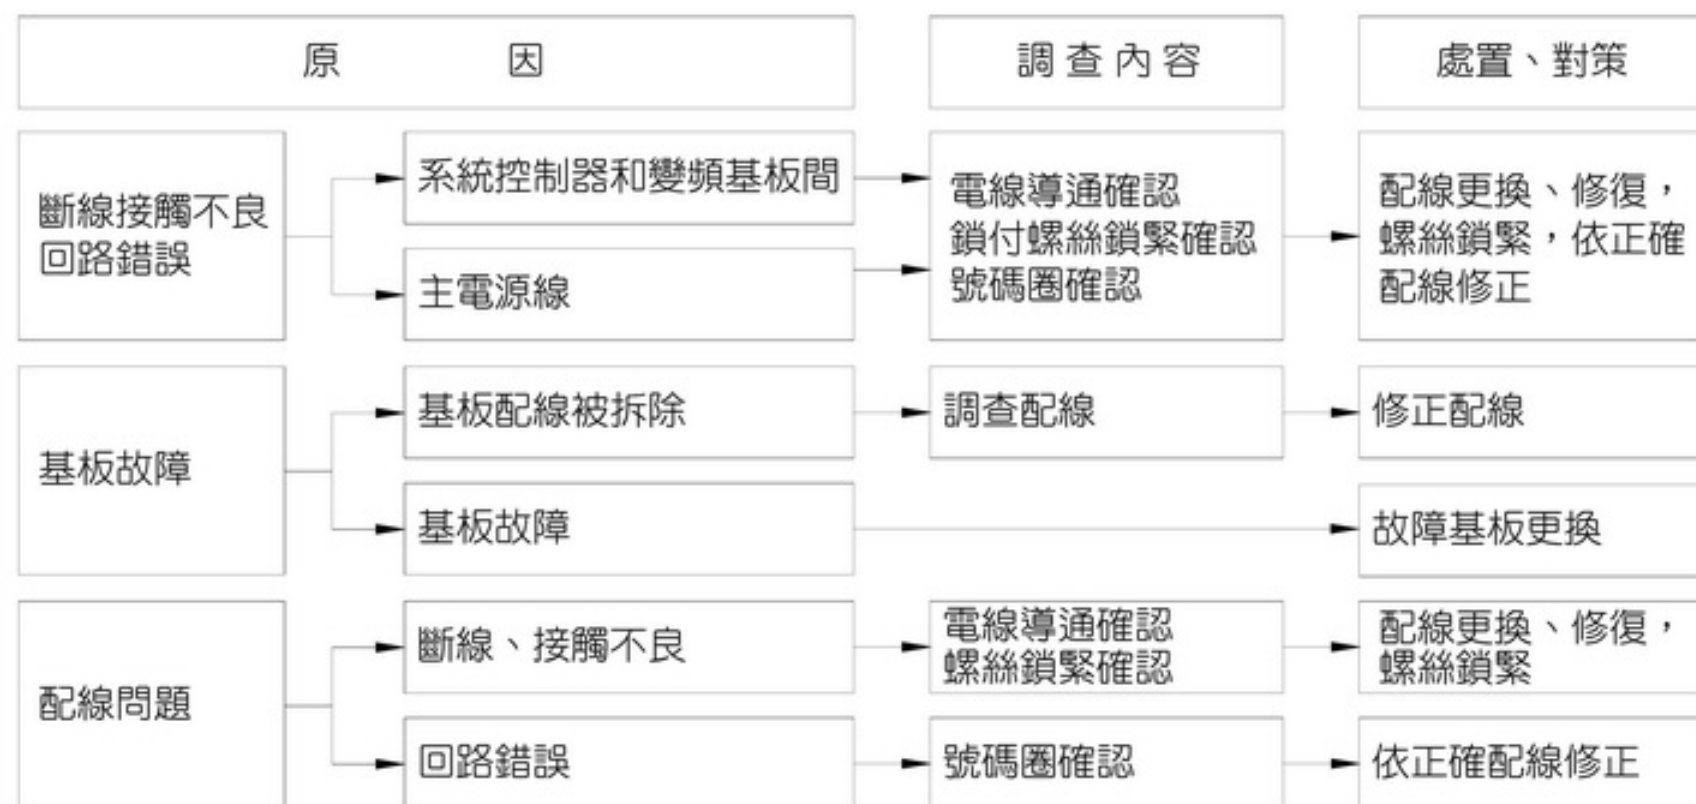 原因
調查內容
處置、對策
斷線接觸不良
回路錯誤
系統控制器和變頻基板間
主電源線
電線導通確認
鎖付螺絲鎖緊確認
號碼圈確認
配線更換、修復，
螺絲鎖緊，依正確
配線修正
基板故障
基板配線被拆除
調查配線
修正配線
基板故障
故障基板更換
配線問題
斷線、接觸不良
電線導通確認
螺絲鎖緊確認
配線更換、修復，
螺絲鎖緊
回路錯誤
號碼圈確認
依正確配線修正